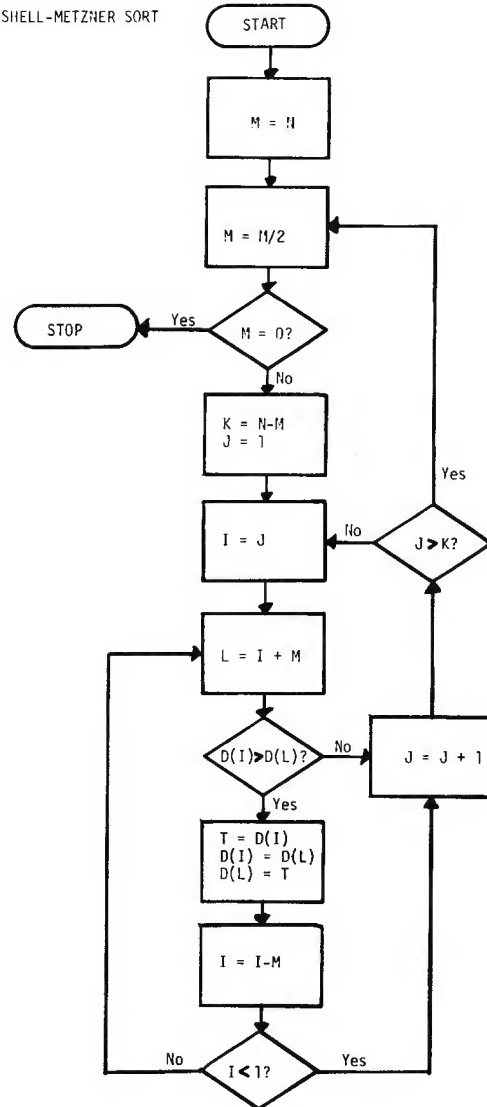 SHELL-METZNER SORT
START
M = N
M = M/2
Yes
STOP
M = 0?
No
K = N-M
J = 1
Yes
I = J
No
J>K?
L = I + M
D(I)>D(L)?
No
J = J + 1
Yes
T = D(I)
D(I) = D(L)
D(L) = T
I = I-M
No
I<1?
Yes